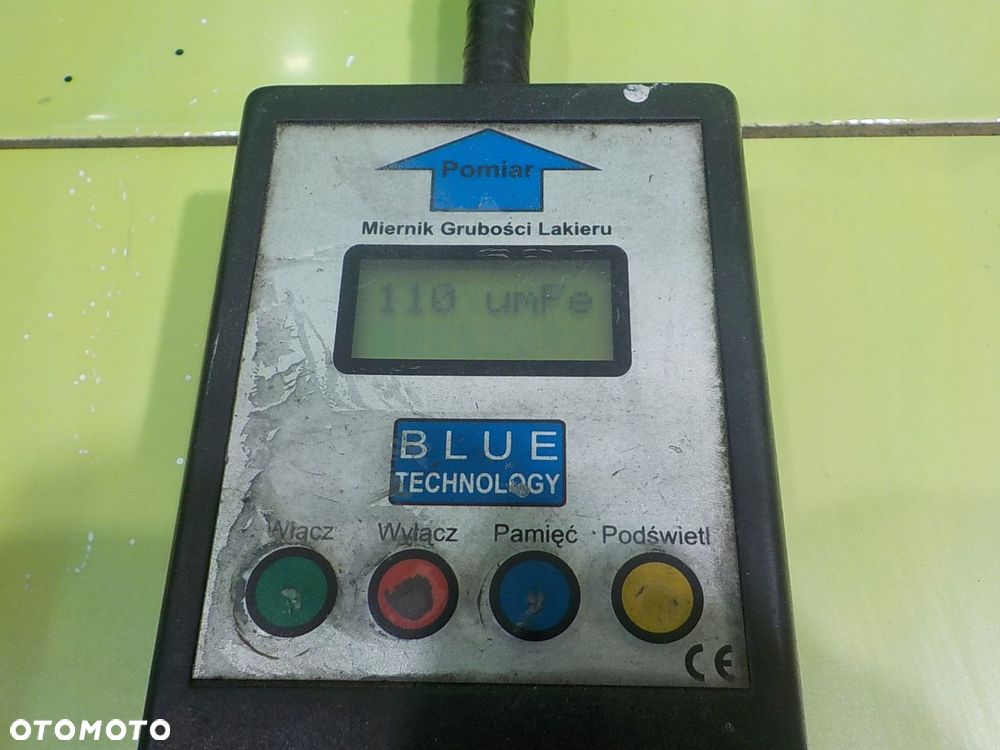 Pomiar
Miernik Grubości Lakieru
110 umFe
BLUE
TECHNOLOGY
Włącz Wyłącz Pamięć Podświetl
CE
OTOMOTO